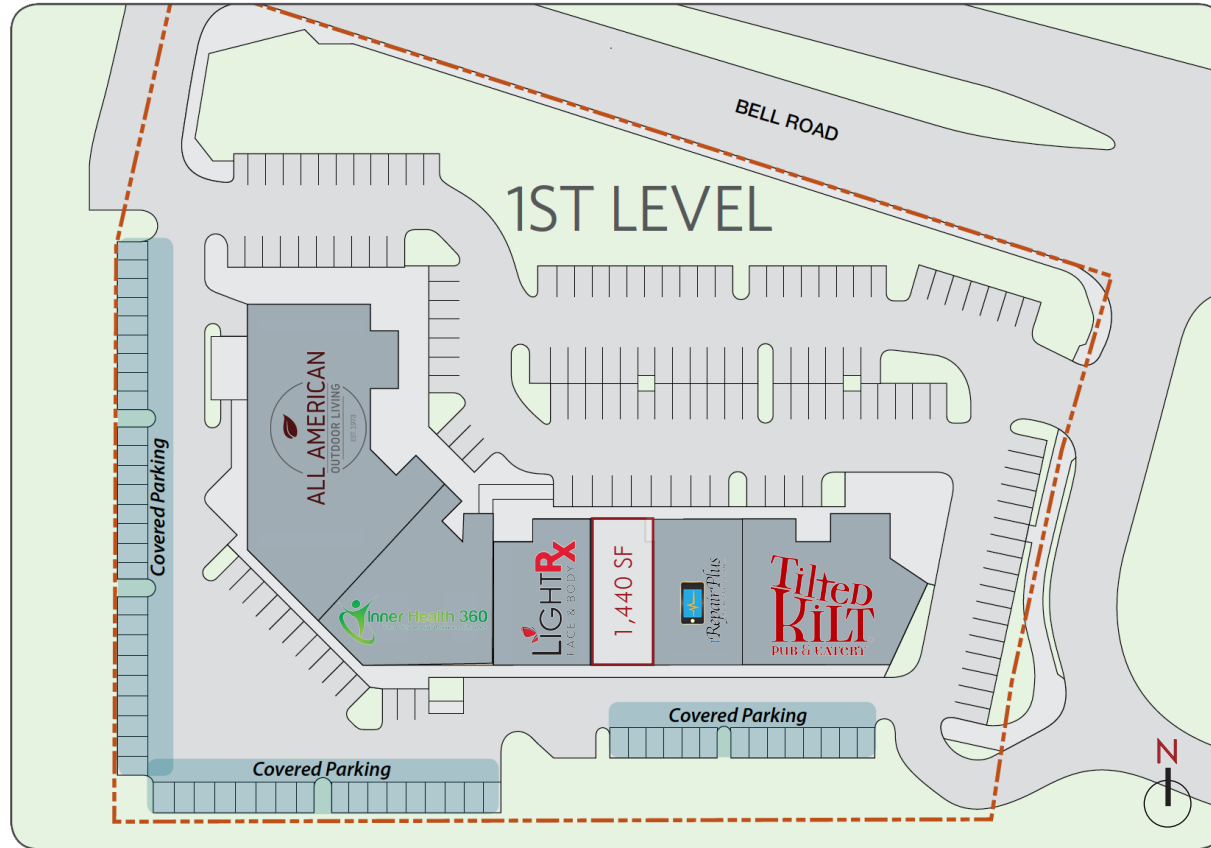 BELL ROAD
1ST LEVEL
ALL AMERICAN
OUTDOOR LIVING
EST. 1973
Covered Parking
Inner Health 360
LIGHTRX
FACE & BODY
1,440 SF
iRepairPlus
TilTED
KiLT
PUB & EATERY
Covered Parking
Covered Parking
N